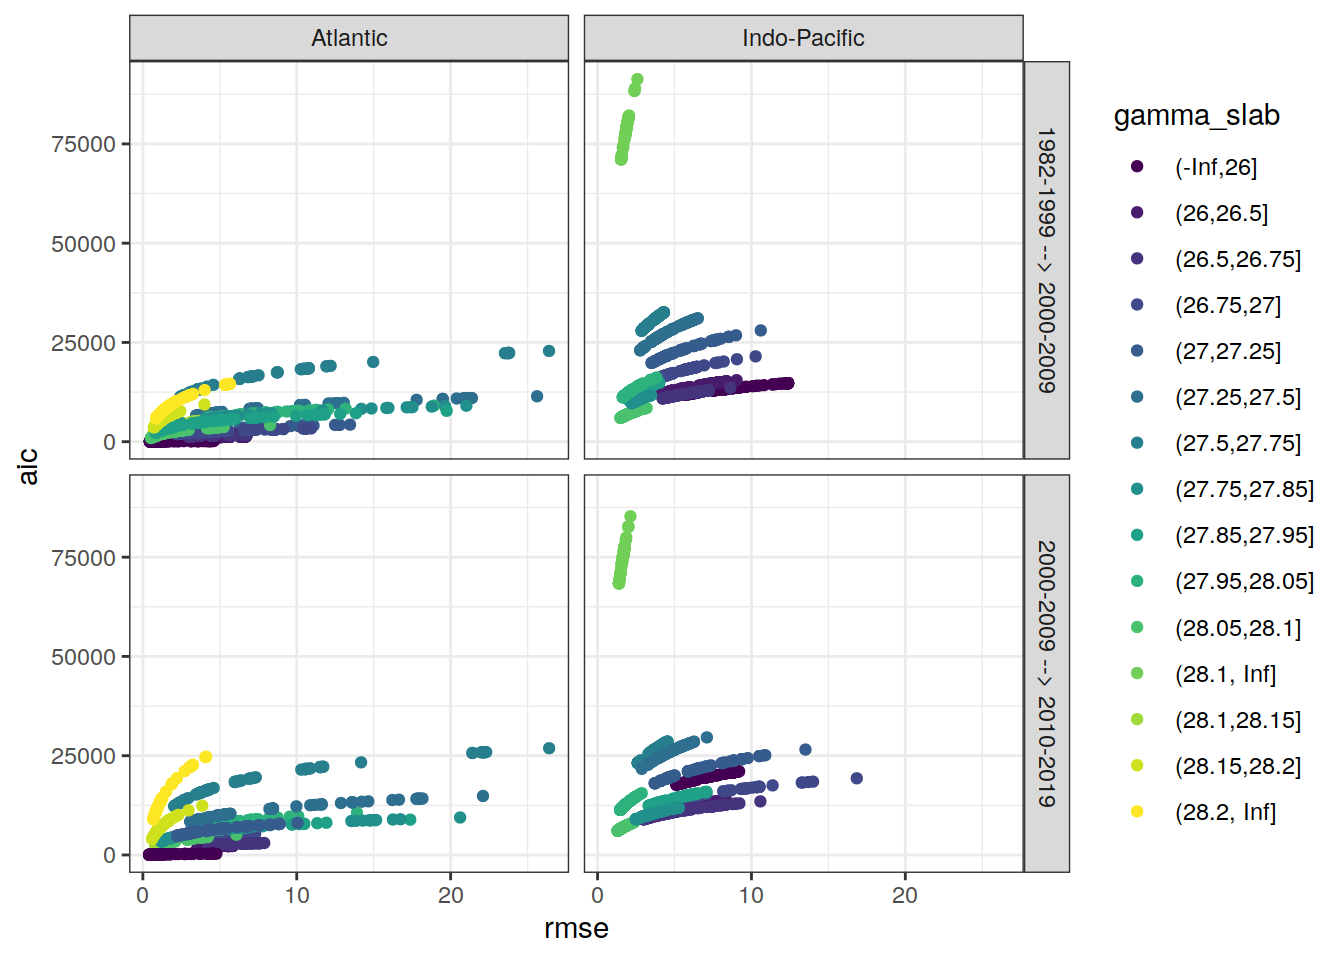 Atlantic
Indo-Pacific
75000
50000
25000
0
1982-1999 --> 2000-2009
75000
50000
25000
0
2000-2009 --> 2010-2019
0
10
20
0
10
20
rmse
aic
gamma_slab
(-Inf,26]
(26,26.5]
(26.5,26.75]
(26.75,27]
(27,27.25]
(27.25,27.5]
(27.5,27.75]
(27.75,27.85]
(27.85,27.95]
(27.95,28.05]
(28.05,28.1]
(28.1, Inf]
(28.1,28.15]
(28.15,28.2]
(28.2, Inf]